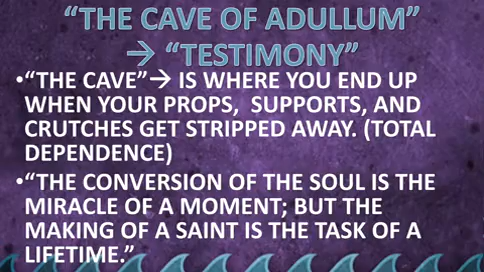 “THE CAVE OF ADULLUM”
→ “TESTIMONY”
•“THE CAVE”→ IS WHERE YOU END UP
WHEN YOUR PROPS, SUPPORTS, AND
CRUTCHES GET STRIPPED AWAY. (TOTAL
DEPENDENCE)
•“THE CONVERSION OF THE SOUL IS THE
MIRACLE OF A MOMENT; BUT THE
MAKING OF A SAINT IS THE TASK OF A
LIFETIME.”